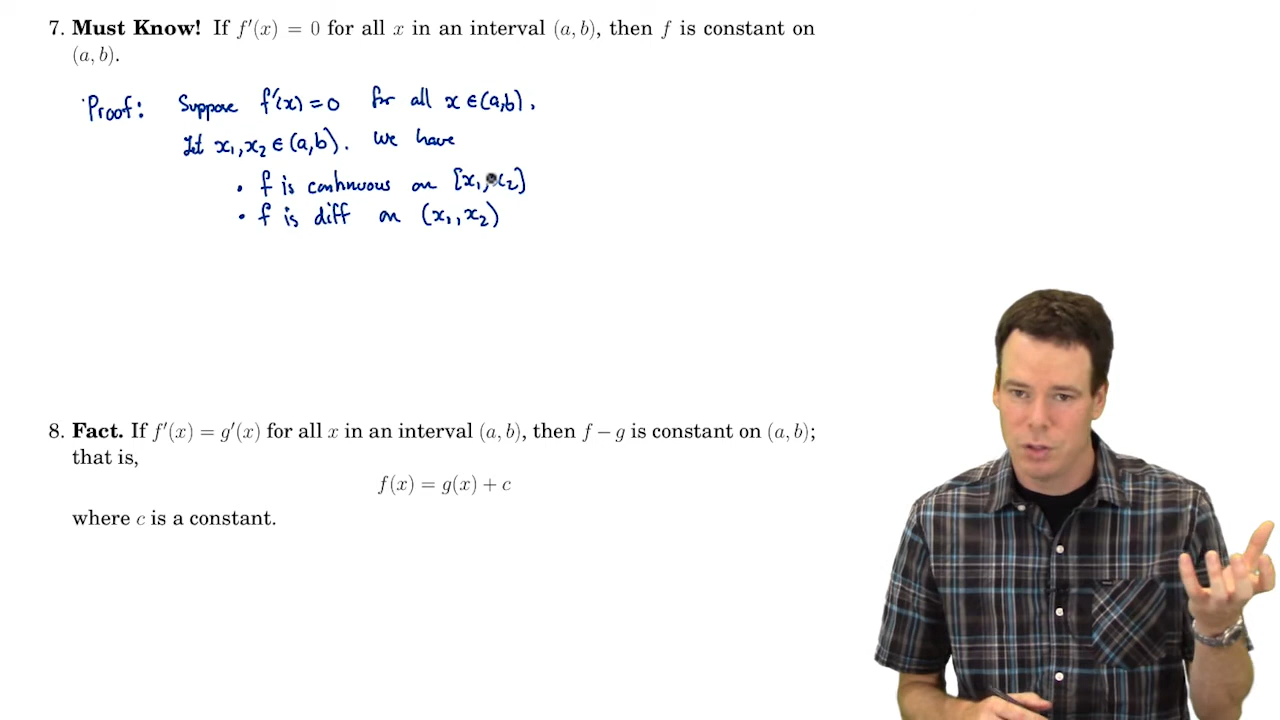 7. Must Know! If f′(x) = 0 for all x in an interval (a, b), then f is constant on
(a, b).
Proof: Suppose f′(x) = 0 for all x ∈ (a,b).
Let x₁, x₂ ∈ (a,b). We have
• f is continuous on [x₁, x₂]
• f is diff on (x₁, x₂)
8. Fact. If f′(x) = g′(x) for all x in an interval (a, b), then f − g is constant on (a, b);
that is,
f(x) = g(x) + c
where c is a constant.